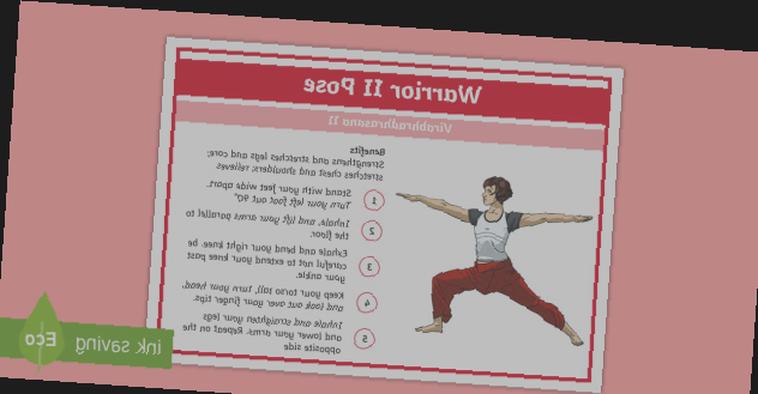 Warrior II Pose
Virabhradhrasana II
Benefits
Strengthens and stretches legs and core;
stretches chest and shoulders; relieves
1 Stand with your feet wide apart.
Turn your left foot out 90°
2 Inhale, and lift your arms parallel to
the floor.
3 Exhale and bend your right knee. be
careful not to extend your knee past
your ankle.
4 Keep your torso tall, turn your head,
and look out over your finger tips.
5 Inhale and straighten your legs
and lower your arms. Repeat on the
opposite side
ink saving Eco